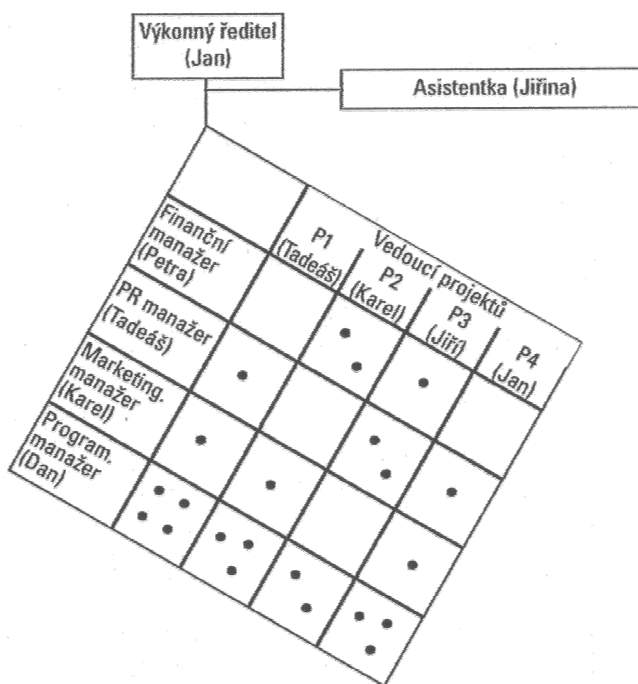 Výkonný ředitel
(Jan)
Asistentka (Jiřina)
Vedoucí projektů
P1
(Tadeáš)
P2
(Karel)
P3
(Jiří)
P4
(Jan)
Finanční
manažer
(Petra)
PR manažer
(Tadeáš)
Marketing.
manažer
(Karel)
Program.
manažer
(Dan)